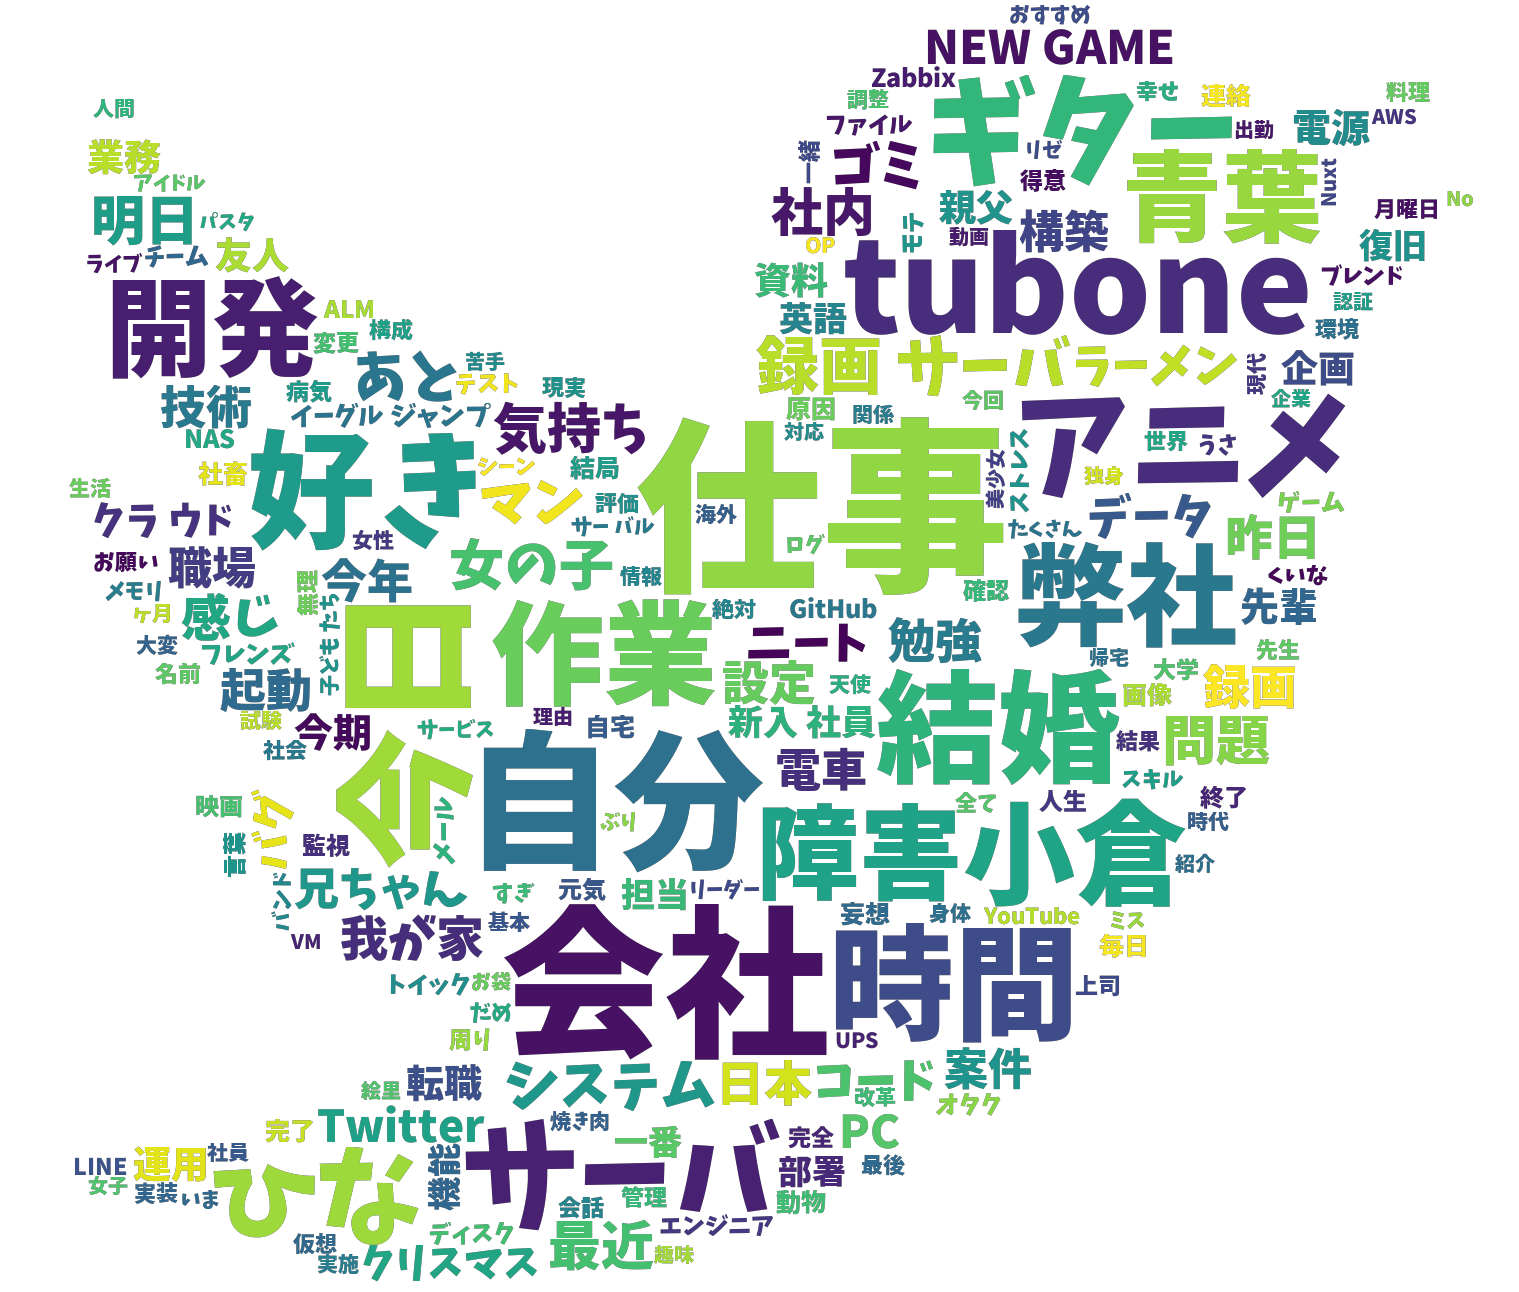 おすすめ
NEW GAME
Zabbix
ギター
幸せ
連絡
料理
人間
調整
AWS
ファイル
出勤
電源
業務
一緒
ゴミ
リゼ
青葉
Nuxt
アイドル
得意
明日
パスタ
社内
親父
構築
月曜日
No
モテ
動画
OP
復旧
ライブ
チーム
友人
tubone
開発
資料
ブレンド
ALM
英語
認証
変更
構成
環境
あと
苦手
録画
サーバ
ラーメン
現代
企画
病気
テスト
現実
技術
イーグル ジャンプ
気持ち
原因
関係
今回
企業
アニメ
NAS
好き
対応
仕事
世界
うさ
社畜
シーン
結局
美少女
ストレス
独身
生活
マン
評価
海外
ゲーム
クラウド
サーバル
データ
たくさん
昨日
女性
女の子
ログ
お願い
職場
情報
弊社
くいな
メモリ
無理
今年
確認
ケ月
感じ
子どもたち
日
作業
絶対
GitHub
先輩
大変
フレンズ
ニート
勉強
帰宅
先生
名前
起動
設定
天使
結婚
大学
画像
録画
試験
今期
サービス
理由
自宅
新入 社員
結果
問題
社会
今
自分
電車
スキル
映画
バグ
メール
ぶり
障害
小倉
全て
人生
終了
時代
言葉
監視
紹介
バンド
兄ちゃん
すぎ
元気
担当
リーダー
VM
我が家
基本
会社
妄想
身体
YouTube
ミス
時間
毎日
トイック
お袋
上司
だめ
周り
UPS
絵里
転職
システム
日本
コード
改革
案件
オタク
完了
Twitter
焼き肉
サーバ
一番
完全
PC
LINE
運用
社員
ひな
機能
部署
最後
女子
実装
いま
会話
管理
動物
仮想
ディスク
最近
エンジニア
実施
クリスマス
趣味